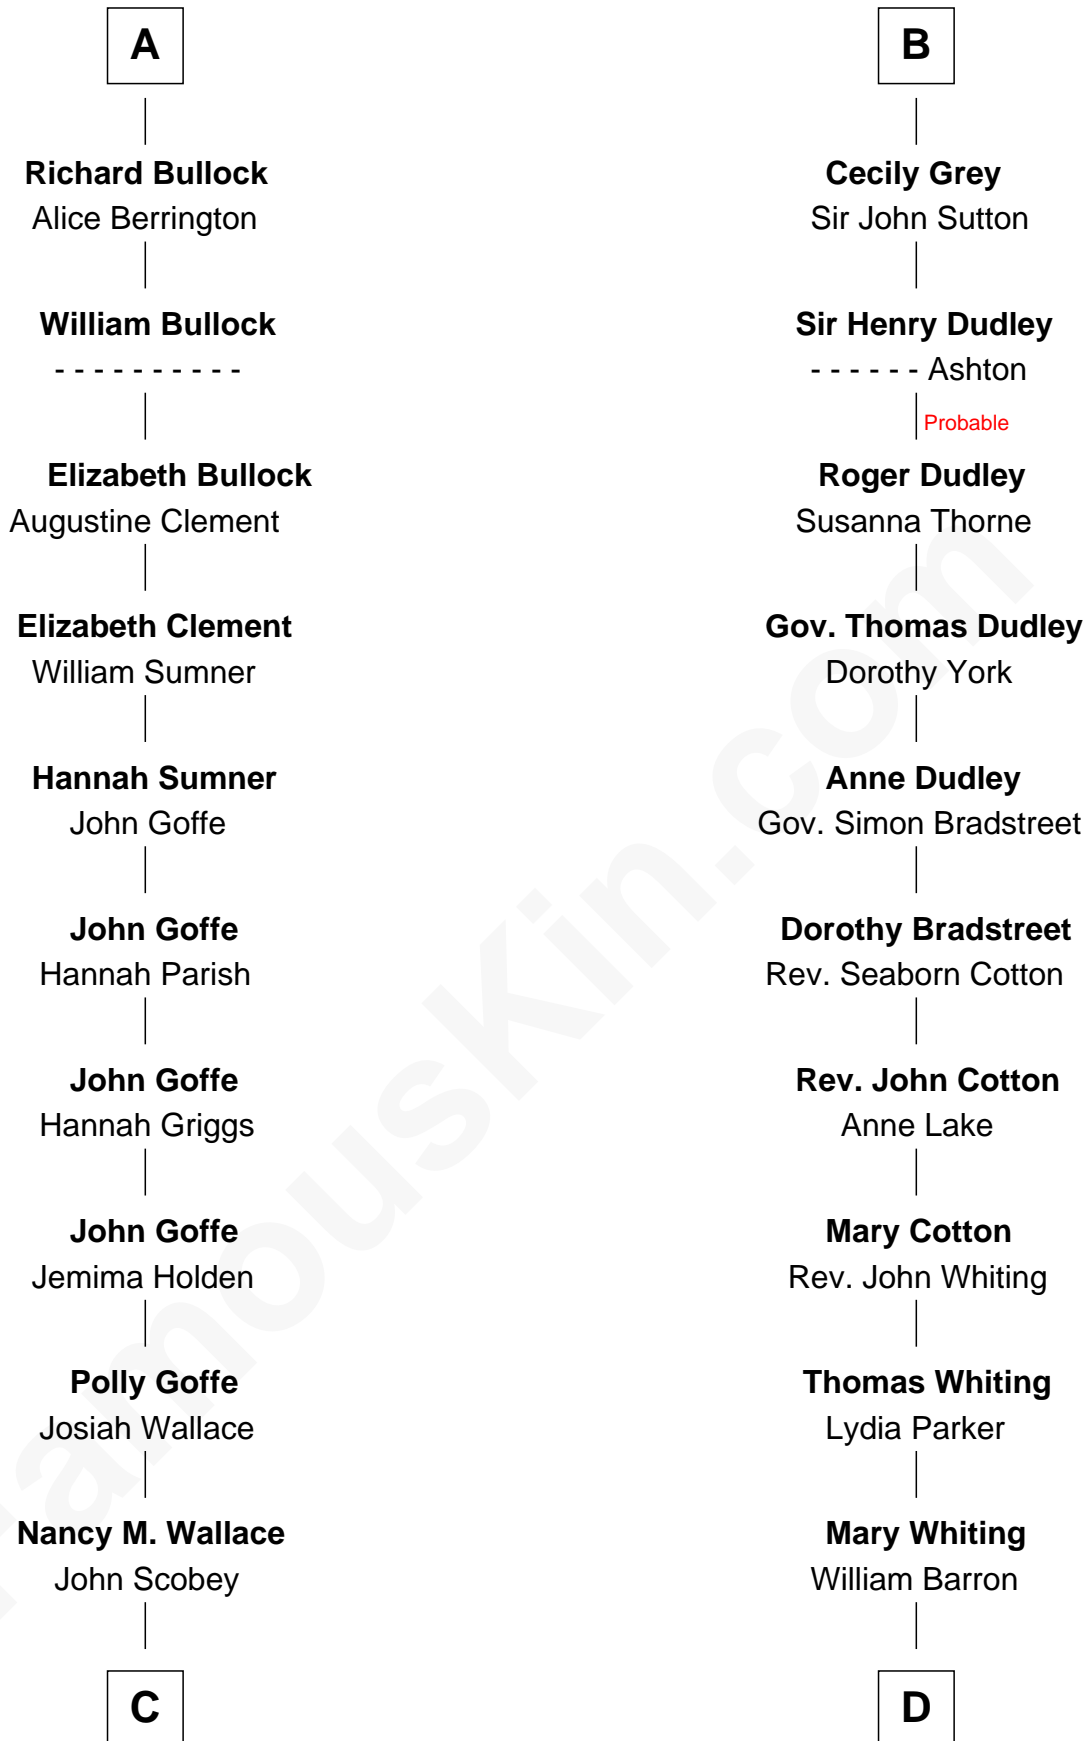 A
Richard Bullock
Alice Berrington
William Bullock
- - - - - - - - - -
Elizabeth Bullock
Augustine Clement
Elizabeth Clement
William Sumner
Hannah Sumner
John Goffe
John Goffe
Hannah Parish
John Goffe
Hannah Griggs
John Goffe
Jemima Holden
Polly Goffe
Josiah Wallace
Nancy M. Wallace
John Scobey
C
B
Cecily Grey
Sir John Sutton
Sir Henry Dudley
- - - - - - Ashton
Probable
Roger Dudley
Susanna Thorne
Gov. Thomas Dudley
Dorothy York
Anne Dudley
Gov. Simon Bradstreet
Dorothy Bradstreet
Rev. Seaborn Cotton
Rev. John Cotton
Anne Lake
Mary Cotton
Rev. John Whiting
Thomas Whiting
Lydia Parker
Mary Whiting
William Barron
D
FamousKin.com